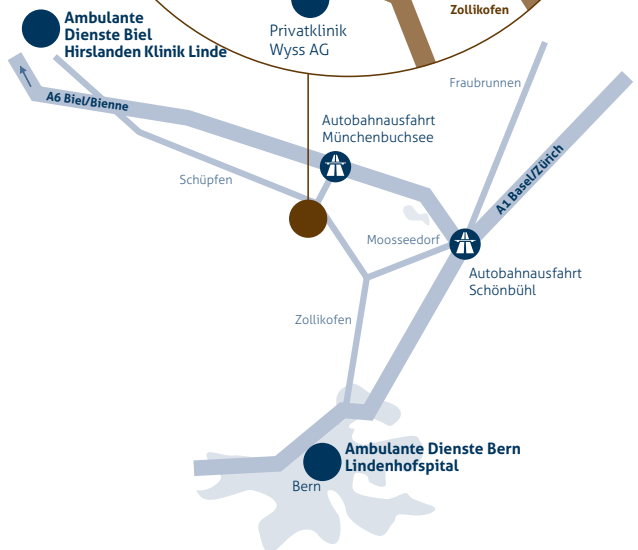 Zollikofen
Ambulante
Dienste Biel
Hirslanden Klinik Linde
Privatklinik
Wyss AG
Fraubrunnen
A6 Biel/Bienne
Autobahnausfahrt
Münchenbuchsee
A1 Basel/Zürich
Schüpfen
Moosseedorf
Autobahnausfahrt
Schönbühl
Zollikofen
Ambulante Dienste Bern
Lindenhofspital
Bern